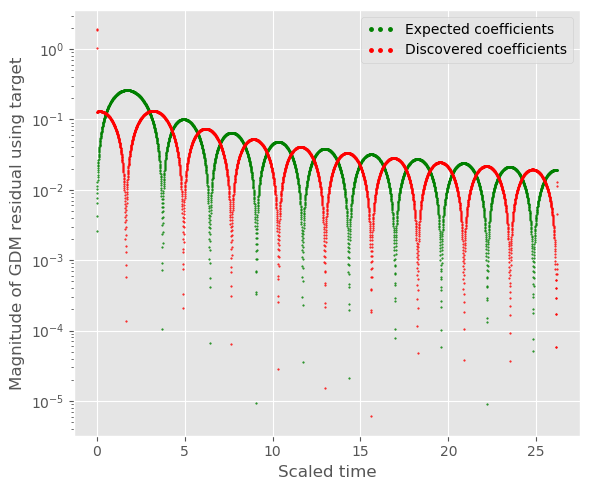 Expected coefficients
Discovered coefficients
Magnitude of GDM residual using target
10⁰
10⁻¹
10⁻²
10⁻³
10⁻⁴
10⁻⁵
0 5 10 15 20 25
Scaled time